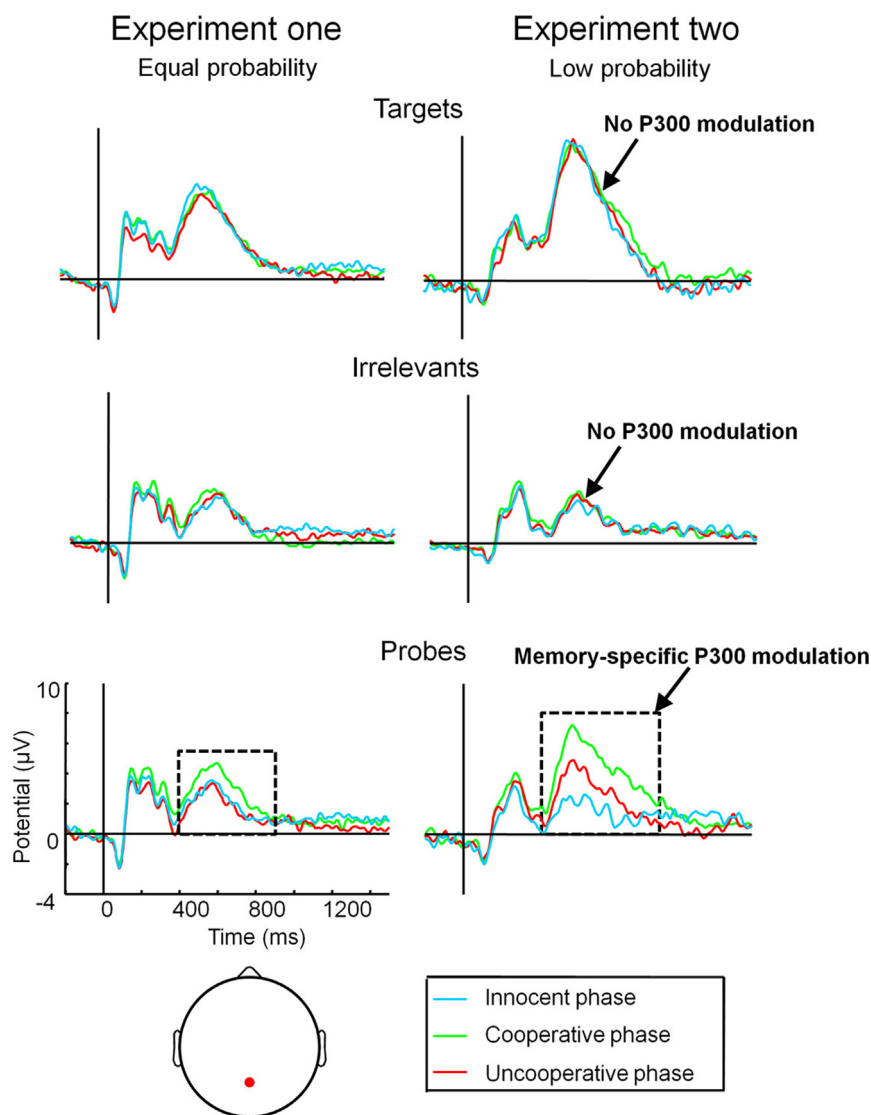 Experiment one
Experiment two
Equal probability
Low probability
Targets
No P300 modulation
Irrelevants
No P300 modulation
Probes
Memory-specific P300 modulation
10
Potential (µV)
0
-4
0 400 800 1200
Time (ms)
Innocent phase
Cooperative phase
Uncooperative phase